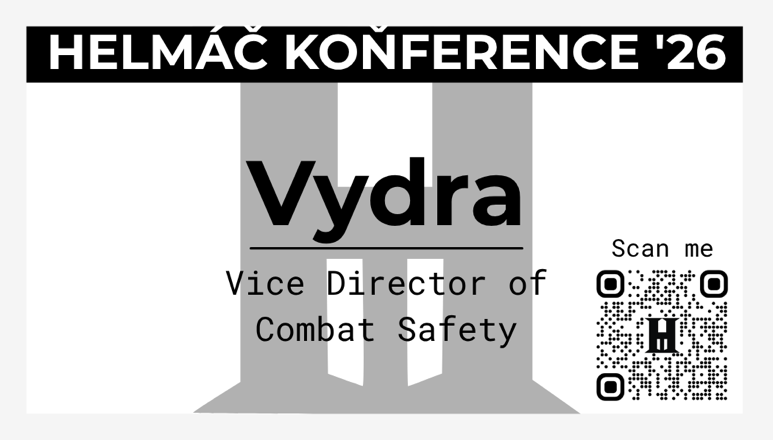 HELMÁČ KOŇFERENCE '26
Vydra
Vice Director of
Combat Safety
Scan me
H